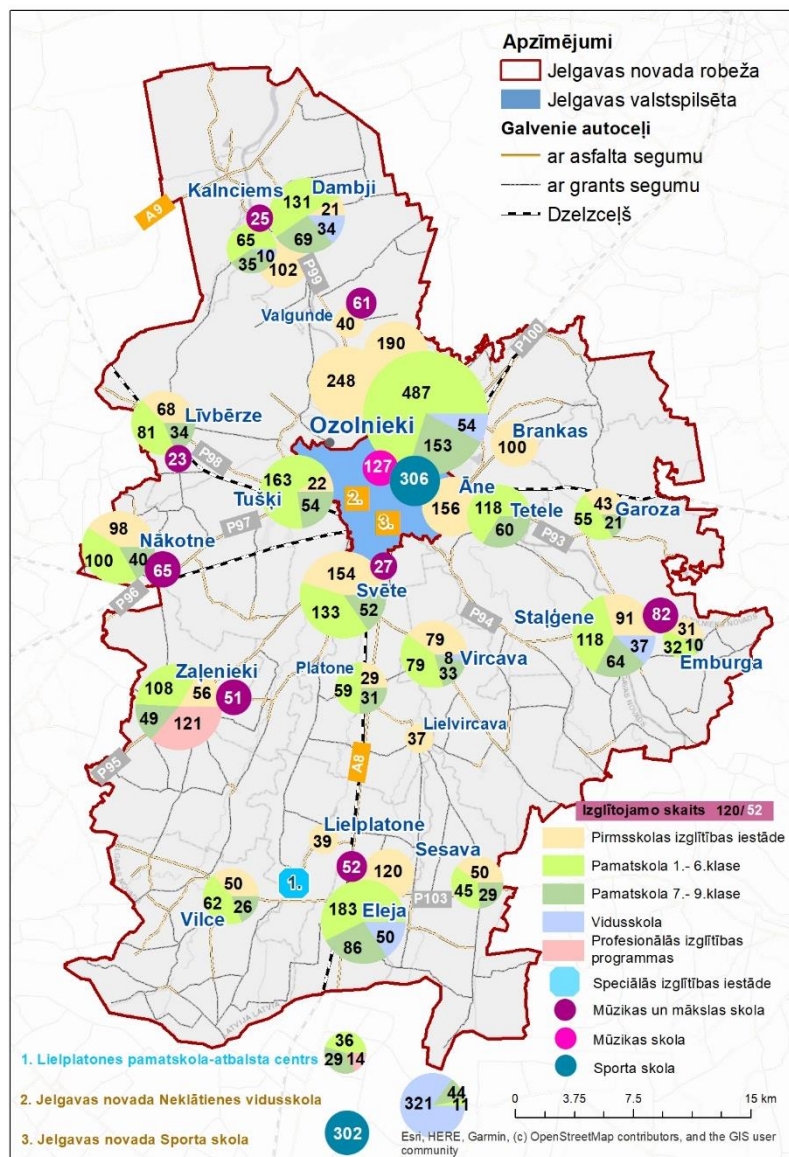 Apzīmējumi
Jelgavas novada robeža
Jelgavas valstspilsēta
Galvenie autoceļi
ar asfalta segumu
ar grants segumu
Dzelzceļš
Kalnciems
Dambji
A9
131
21
25
34
65
69
10
35
102
P99
61
Valgunde
40
P100
190
248
487
68
Līvbērze
54
81
34
Ozolnieki
153
Brankas
100
23
P98
127
306
163
22
2.
Āne
Tušķi
54
156
118
Tetele
43
Garoza
3.
60
55
21
98
P97
P93
Nākotne
100
40
65
27
P96
154
Svēte
P94
133
52
Staļģene
91
82
31
118
37
32
10
Emburga
79
64
Zaļenieki
79
8
Vircava
33
Platone
29
108
56
51
59
31
49
121
Lielvircava
37
P95
A8
Izglītojamo skaits 120/52
Lielplatone
39
Sesava
Pirmsskolas izglītības iestāde
52
120
50
Pamatskola 1.- 6.klase
1.
50
45
29
P103
Pamatskola 7.- 9.klase
62
26
183
Eleja
Vilce
50
Vidusskola
86
Profesionālās izglītības
programmas
Speciālās izglītības iestāde
LATVIJA LATVIA
Mūzikas un mākslas skola
36
Mūzikas skola
1. Lielplatones pamatskola-atbalsta centrs
29
14
Sporta skola
2. Jelgavas novada Neklātienes vidusskola
321
44
11
0 3.75 7.5 15 km
3. Jelgavas novada Sporta skola
302
Esri, HERE, Garmin, (c) OpenStreetMap contributors, and the GIS user
community